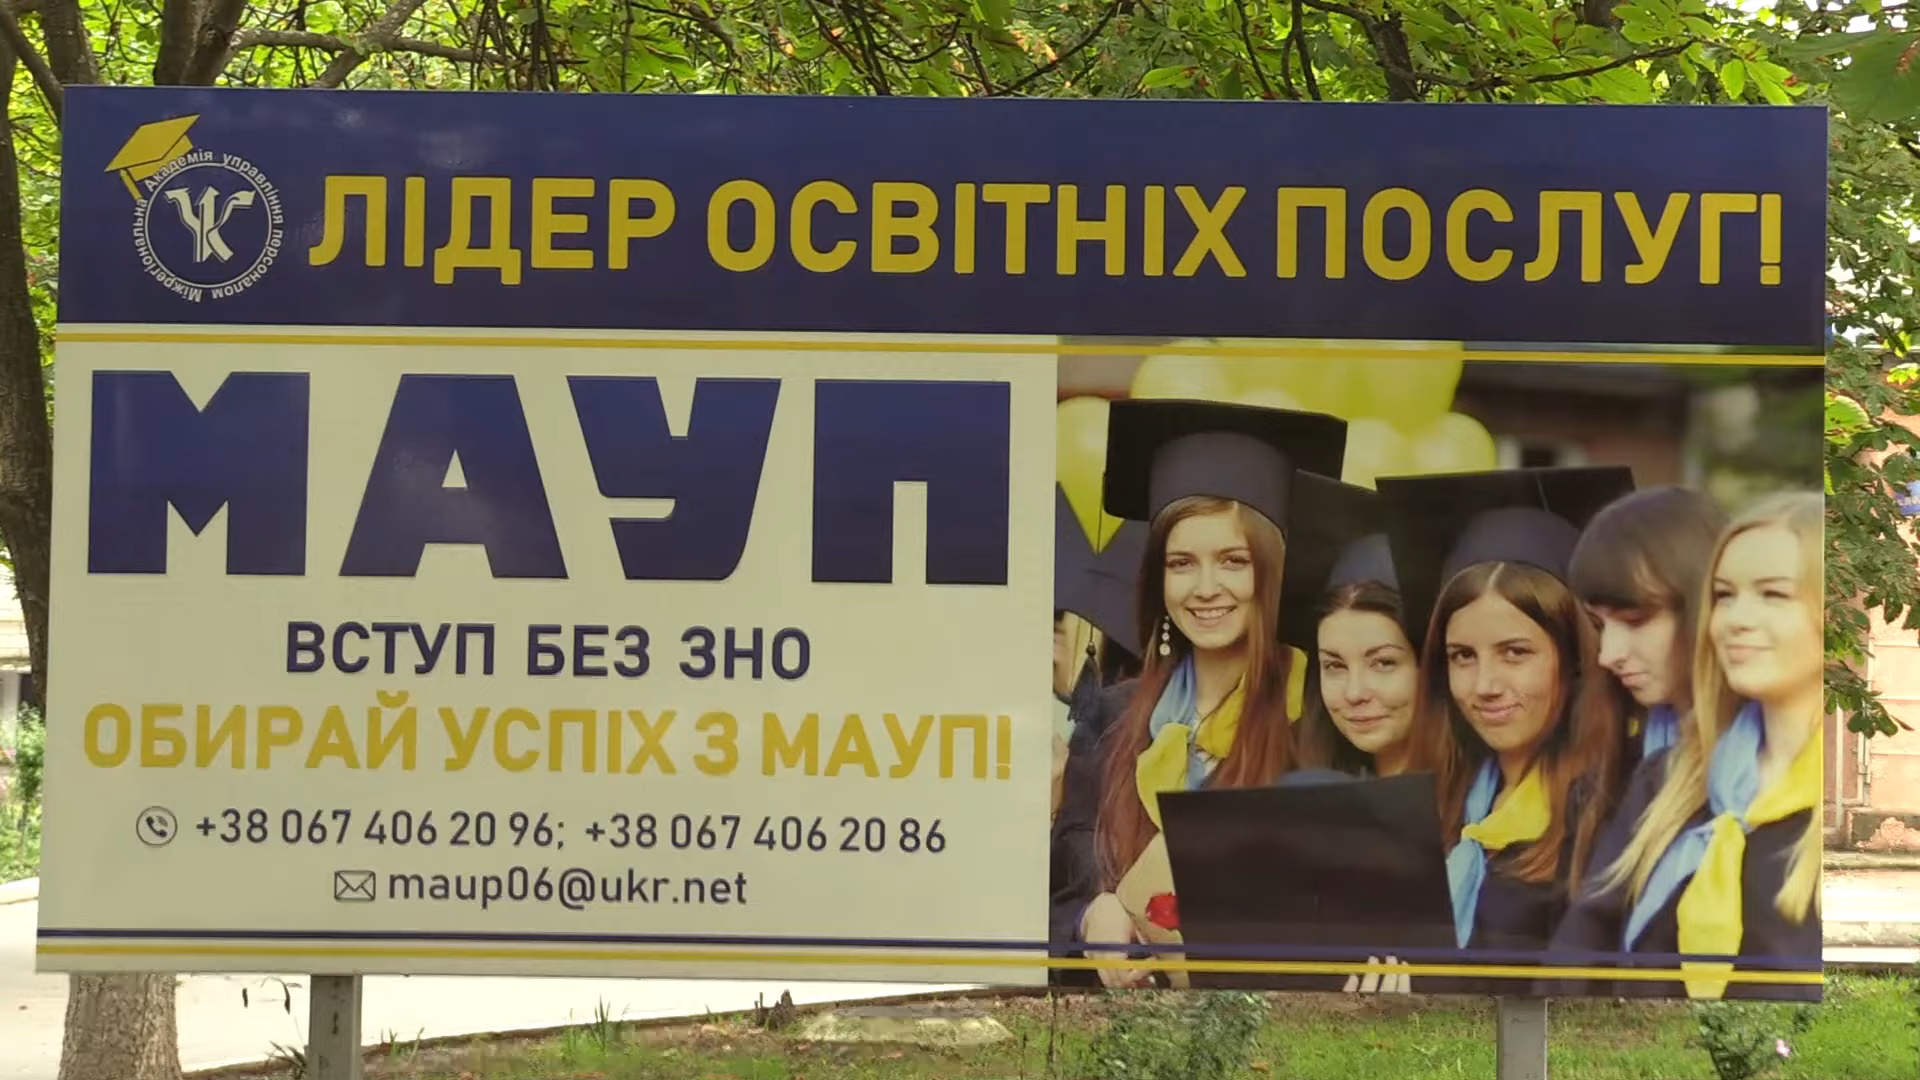 Міжрегіональна Академія управління персоналом
ЛІДЕР ОСВІТНІХ ПОСЛУГ!
МАУП
ВСТУП БЕЗ ЗНО
ОБИРАЙ УСПІХ З МАУП!
+38 067 406 20 96; +38 067 406 20 86
maup06@ukr.net